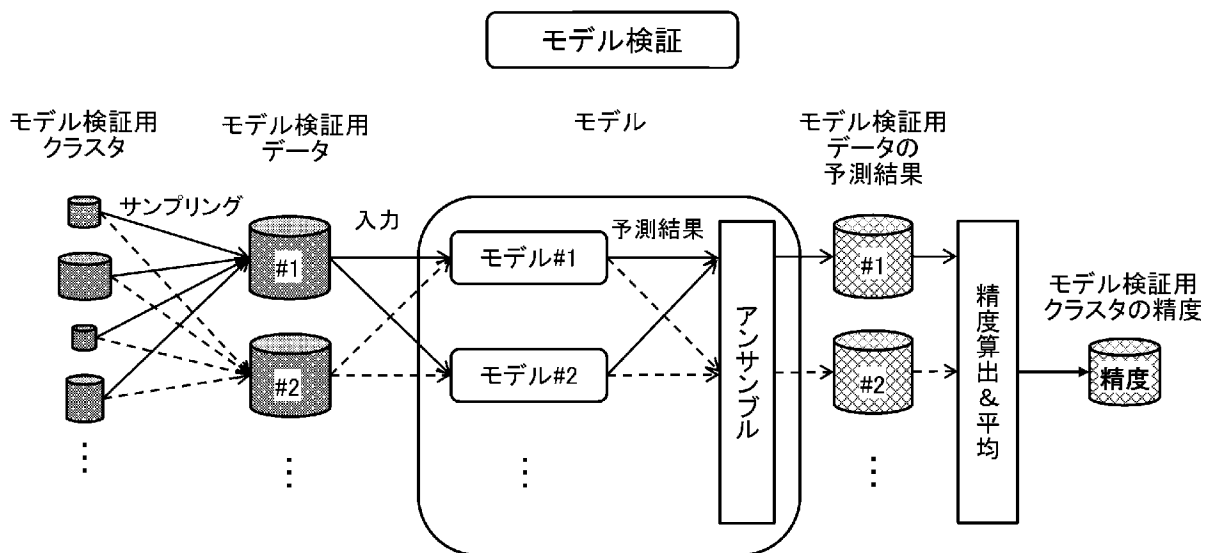 モデル検証
モデル検証用
クラスタ
モデル検証用
データ
モデル
モデル検証用
データの
予測結果
サンプリング
入力
予測結果
#1
モデル#1
#1
モデル検証用
クラスタの精度
#2
モデル#2
アンサンブル
#2
精度算出&平均
精度
⋮
⋮
⋮
⋮